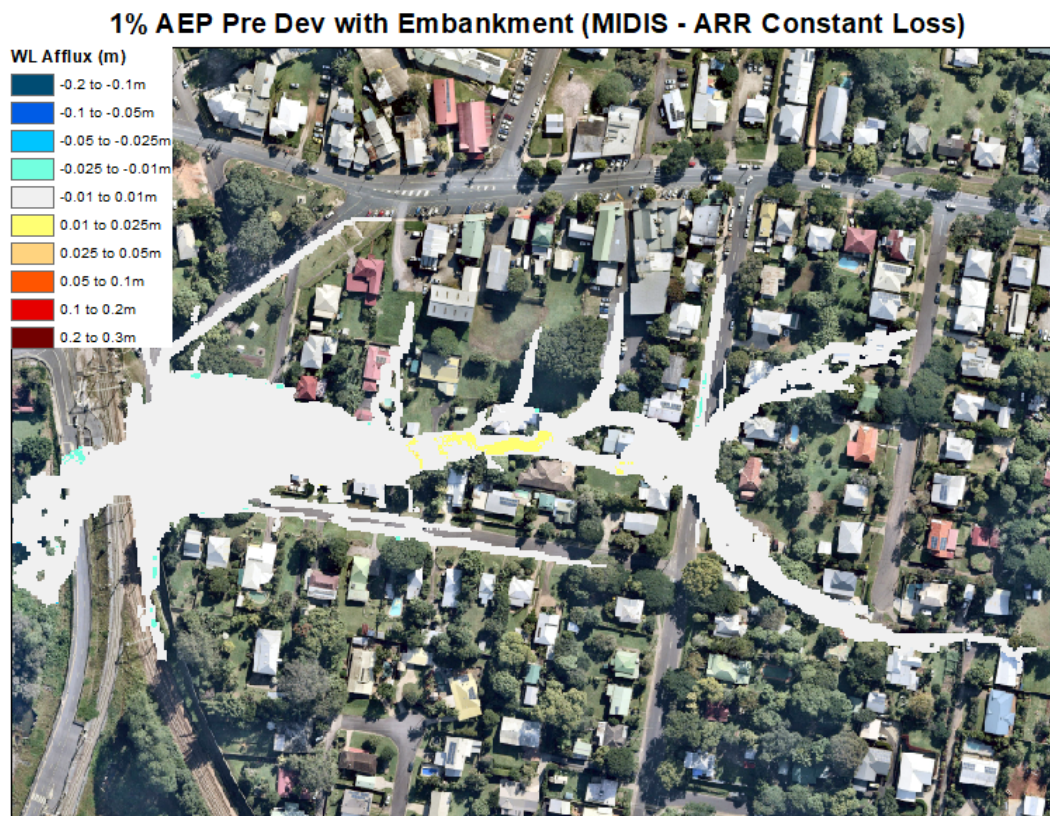 1% AEP Pre Dev with Embankment (MIDIS - ARR Constant Loss)
WL Afflux (m)
-0.2 to -0.1m
-0.1 to -0.05m
-0.05 to -0.025m
-0.025 to -0.01m
-0.01 to 0.01m
0.01 to 0.025m
0.025 to 0.05m
0.05 to 0.1m
0.1 to 0.2m
0.2 to 0.3m